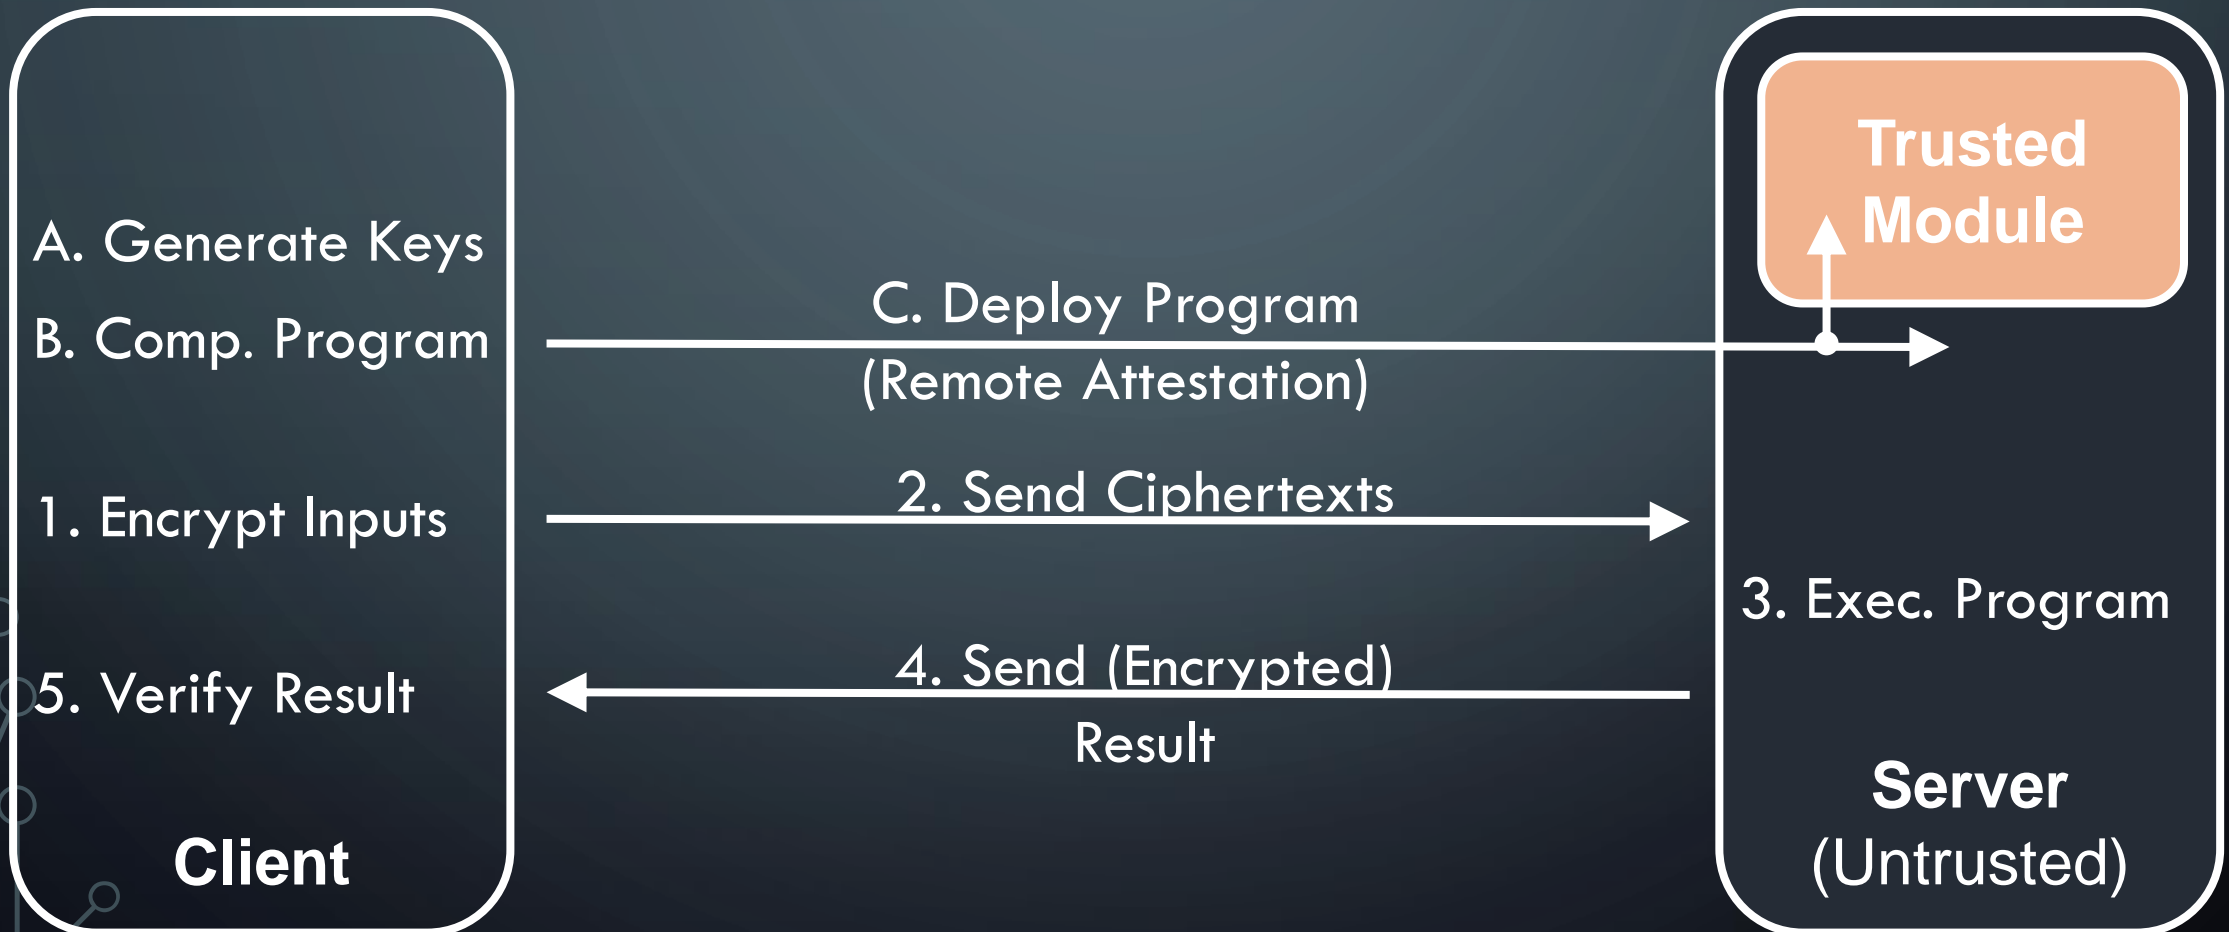 A. Generate Keys
B. Comp. Program
1. Encrypt Inputs
5. Verify Result
Client
C. Deploy Program
(Remote Attestation)
2. Send Ciphertexts
4. Send (Encrypted)
Result
Trusted
Module
3. Exec. Program
Server
(Untrusted)